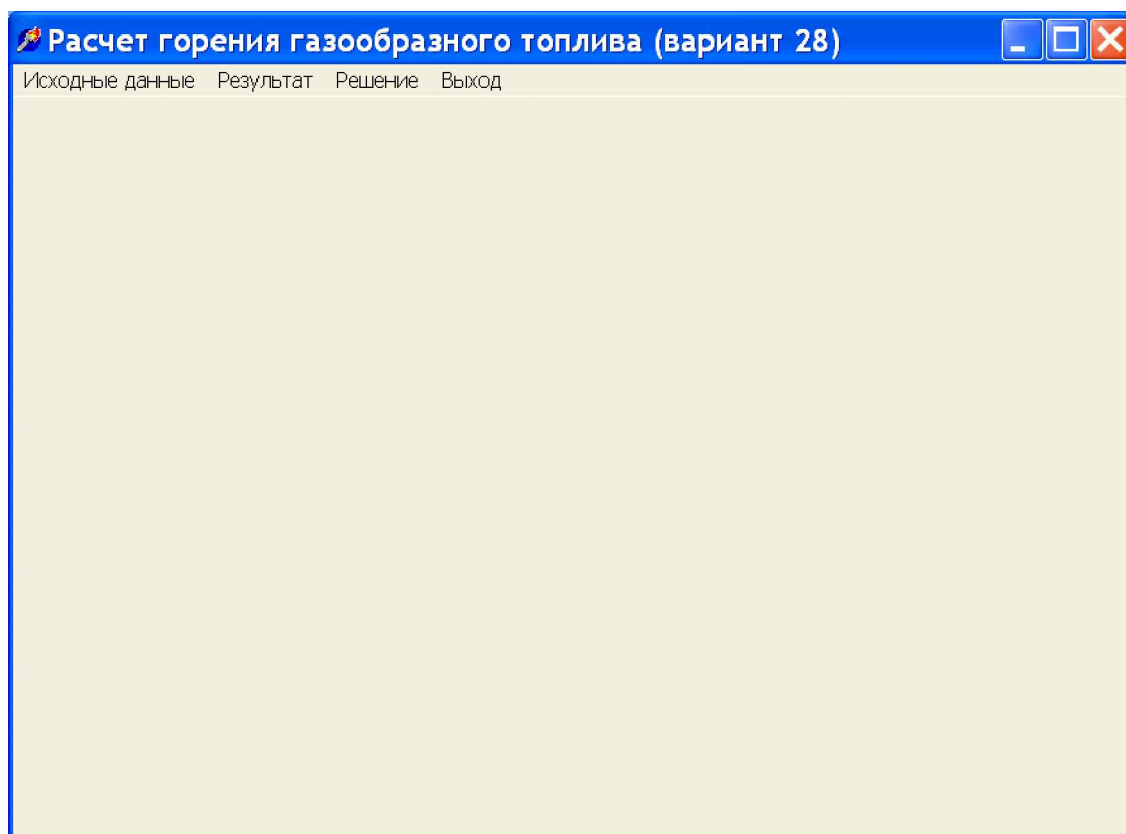 Расчет горения газообразного топлива (вариант 28)
Исходные данные Результат Решение Выход